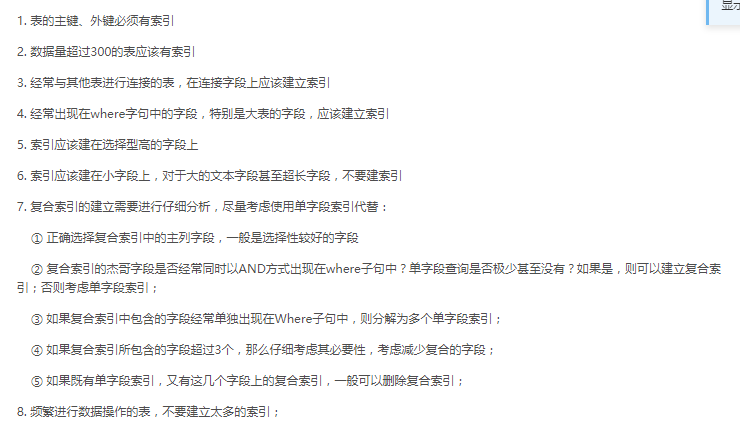 显示
1. 表的主键、外键必须有索引
2. 数据量超过300的表应该有索引
3. 经常与其他表进行连接的表，在连接字段上应该建立索引
4. 经常出现在where字句中的字段，特别是大表的字段，应该建立索引
5. 索引应该建在选择型高的字段上
6. 索引应该建在小字段上，对于大的文本字段甚至超长字段，不要建索引
7. 复合索引的建立需要进行仔细分析，尽量考虑使用单字段索引代替：
① 正确选择复合索引中的主列字段，一般是选择性较好的字段
② 复合索引的杰哥字段是否经常同时以AND方式出现在where子句中？单字段查询是否极少甚至没有？如果是，则可以建立复合索
引；否则考虑单字段索引；
③ 如果复合索引中包含的字段经常单独出现在Where子句中，则分解为多个单字段索引；
④ 如果复合索引所包含的字段超过3个，那么仔细考虑其必要性，考虑减少复合的字段；
⑤ 如果既有单字段索引，又有这几个字段上的复合索引，一般可以删除复合索引；
8. 频繁进行数据操作的表，不要建立太多的索引；